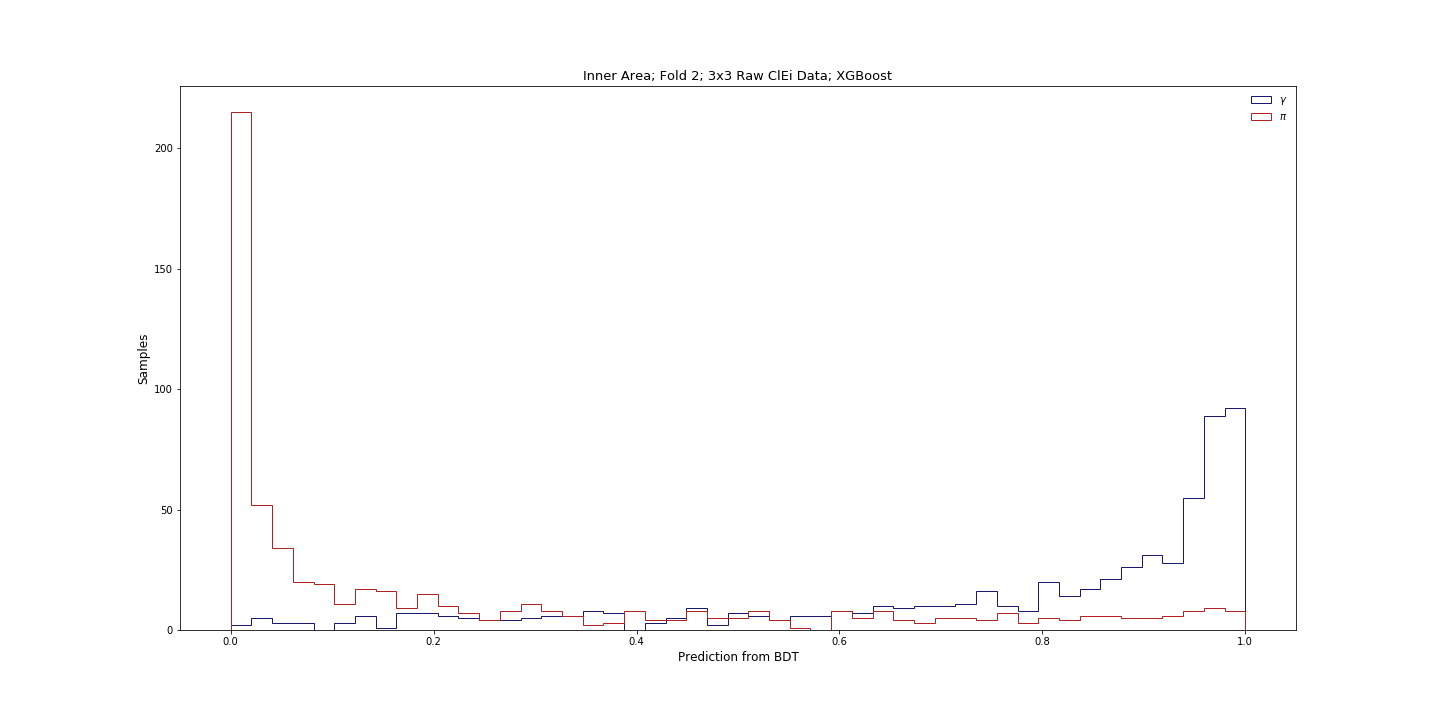 Inner Area; Fold 2; 3x3 Raw ClEi Data; XGBoost
γ
π
Samples
200
150
100
50
0
0.0 0.2 0.4 0.6 0.8 1.0
Prediction from BDT